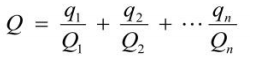 Q = q₁/Q₁ + q₂/Q₂ + ··· qₙ/Qₙ